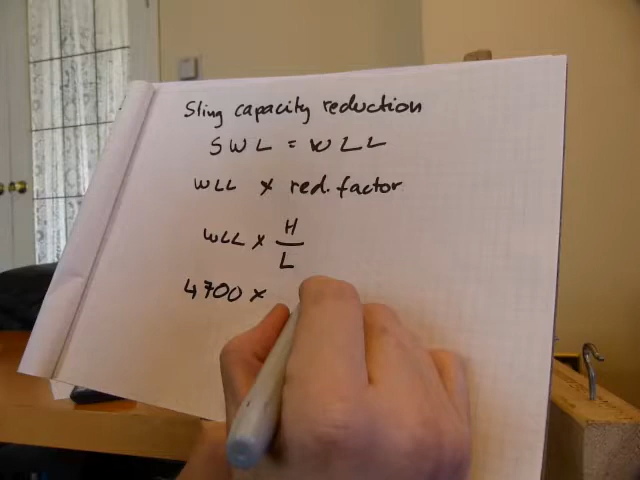 Sling capacity reduction
SWL = WLL
WLL x red. factor
WLL x H
L
4700 x